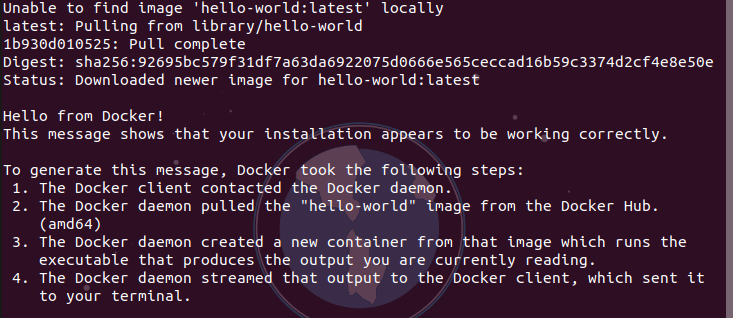 Unable to find image 'hello-world:latest' locally
latest: Pulling from library/hello-world
1b930d010525: Pull complete
Digest: sha256:92695bc579f31df7a63da6922075d0666e565ceccad16b59c3374d2cf4e8e50e
Status: Downloaded newer image for hello-world:latest
Hello from Docker!
This message shows that your installation appears to be working correctly.
To generate this message, Docker took the following steps:
1. The Docker client contacted the Docker daemon.
2. The Docker daemon pulled the "hello-world" image from the Docker Hub.
(amd64)
3. The Docker daemon created a new container from that image which runs the
executable that produces the output you are currently reading.
4. The Docker daemon streamed that output to the Docker client, which sent it
to your terminal.